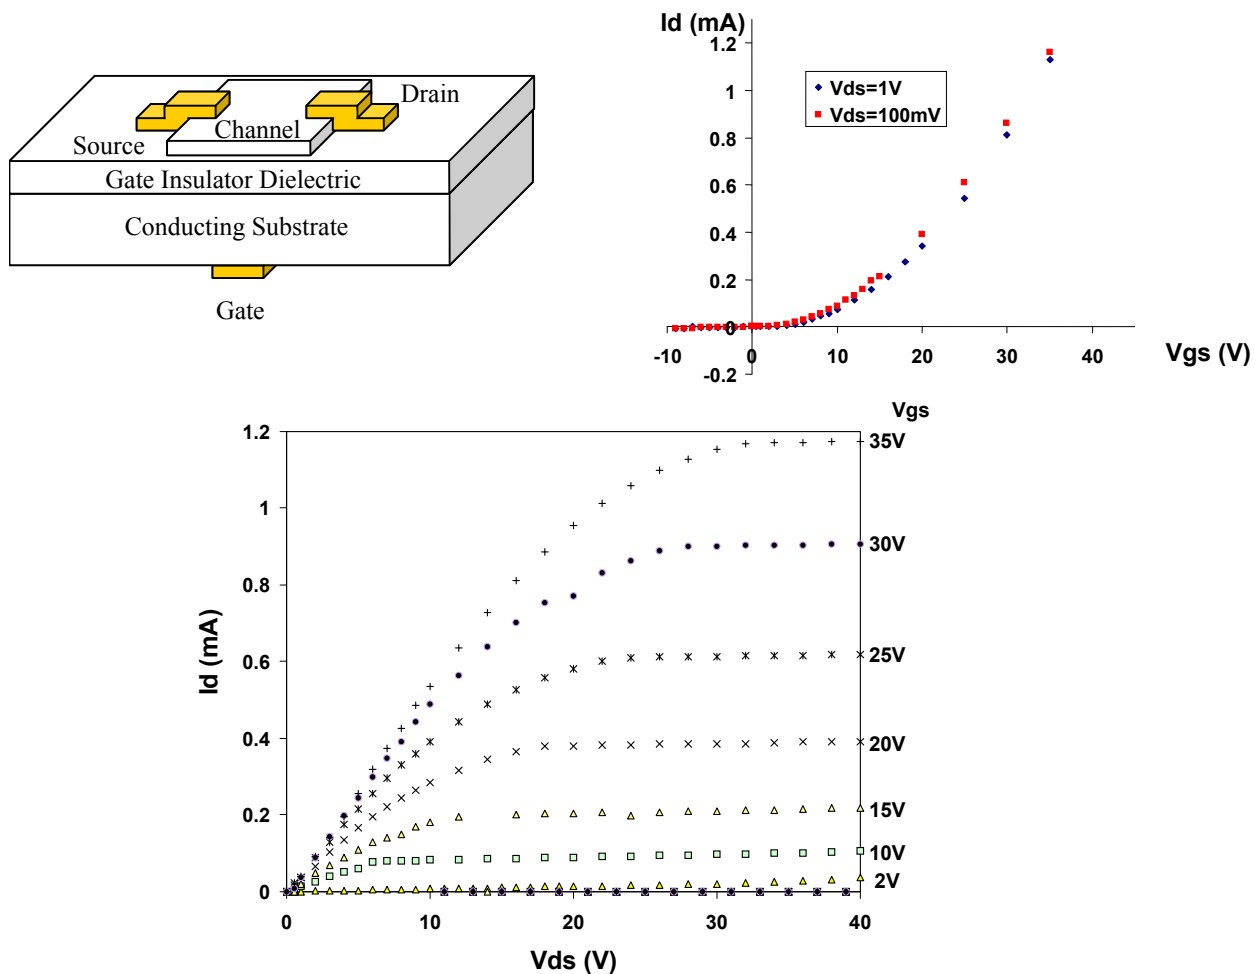 Drain
Channel
Source
Gate Insulator Dielectric
Conducting Substrate
Gate
Id (mA)
1.2
1
0.8
0.6
0.4
0.2
0
-0.2
Vds=1V
Vds=100mV
-10 0 10 20 30 40
Vgs (V)
Vgs
1.2
1
0.8
0.6
0.4
0.2
0
Id (mA)
35V
30V
25V
20V
15V
10V
2V
0 10 20 30 40
Vds (V)